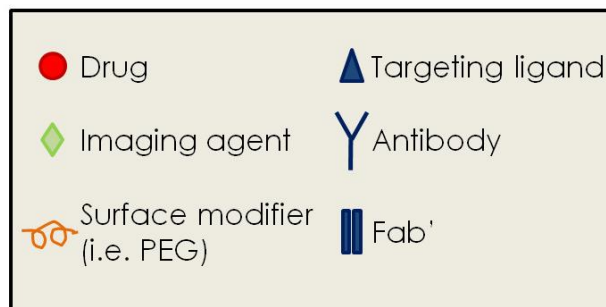 Drug
Targeting ligand
Imaging agent
Antibody
Surface modifier
(i.e. PEG)
Fab'